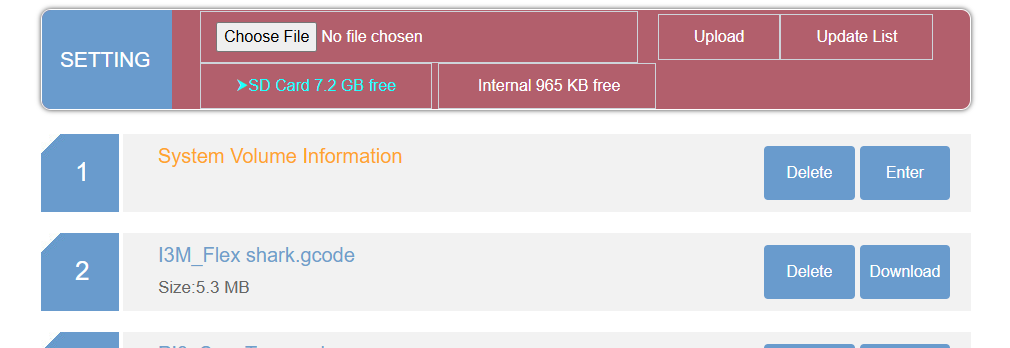 SETTING
Choose File No file chosen
Upload
Update List
➤SD Card 7.2 GB free
Internal 965 KB free
1
System Volume Information
Delete
Enter
2
I3M_Flex shark.gcode
Size:5.3 MB
Delete
Download